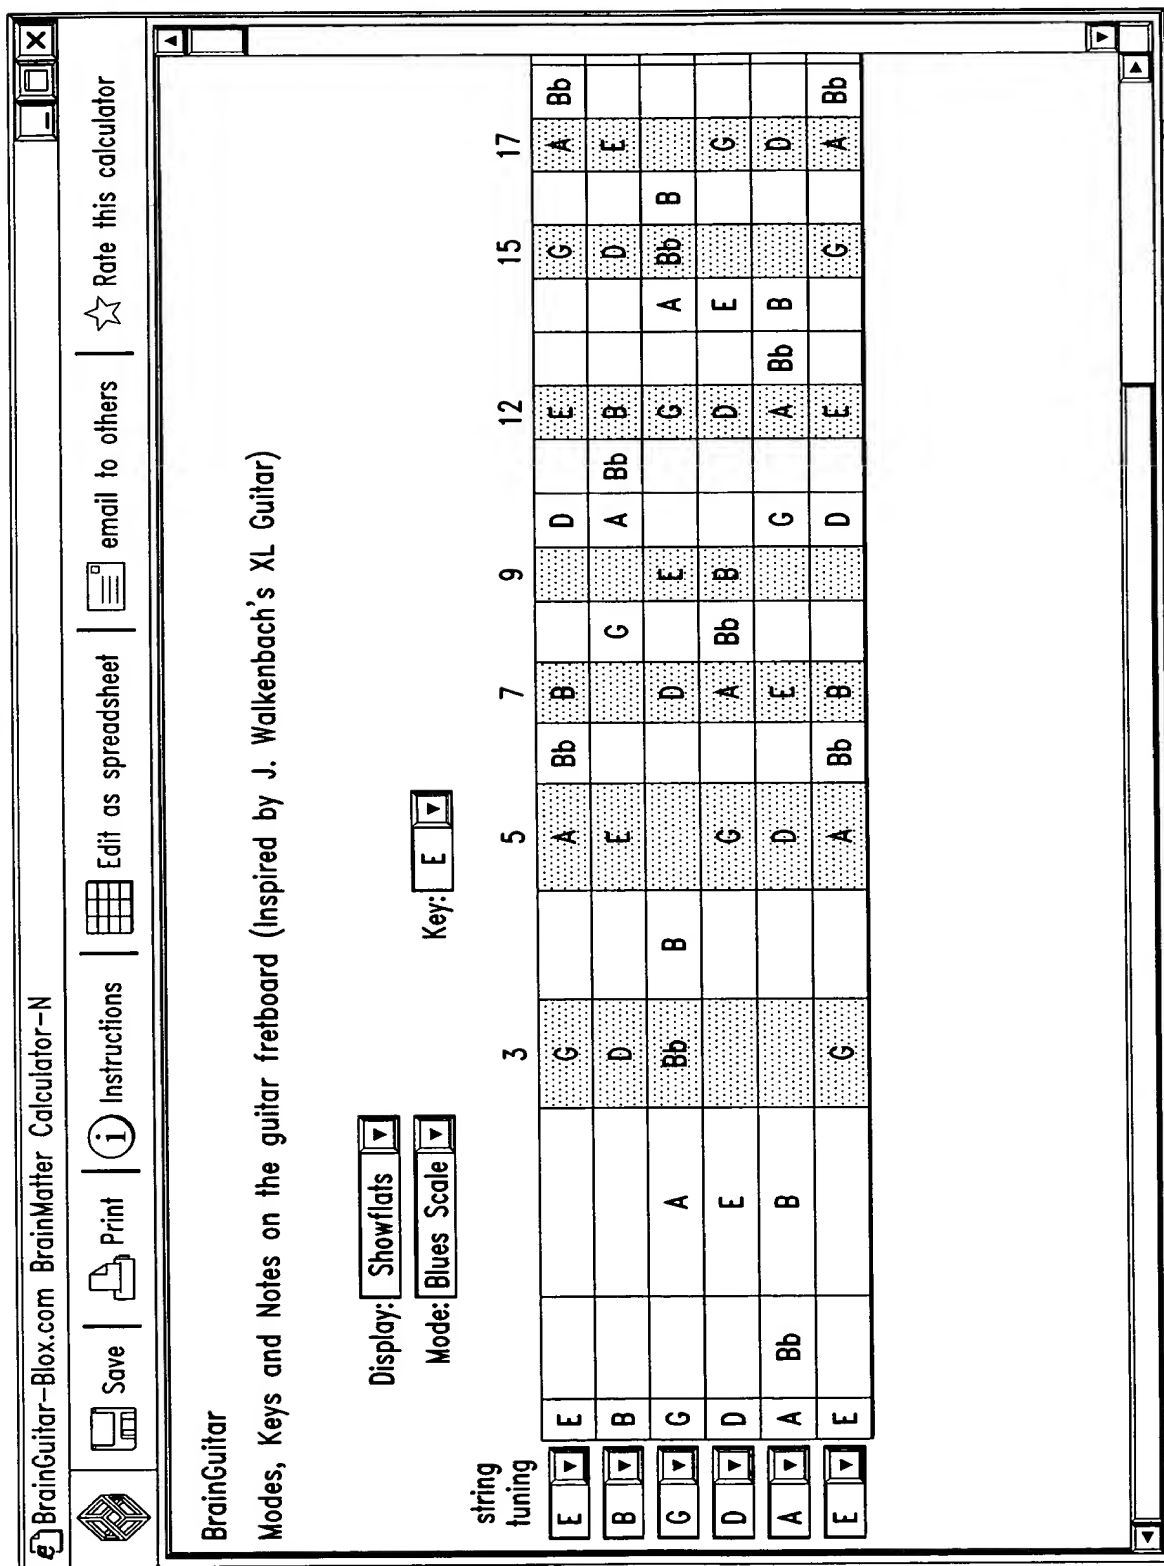 BrainGuitar-Blox.com BrainMatter Calculator-N
Save | Print | i Instructions | Edit as spreadsheet | email to others | Rate this calculator
BrainGuitar
Modes, Keys and Notes on the guitar fretboard (Inspired by J. Walkenbach's XL Guitar)
Display: Showflats
Mode: Blues Scale Key: E
string
tuning 3 5 7 9 12 15 17
E E G A Bb B D E G A Bb
B B D E G A Bb B D E
G G A Bb B D E G A Bb B
D D E G A Bb B D E G
A A Bb B D E G A Bb B D
E E G A Bb B D E G A Bb